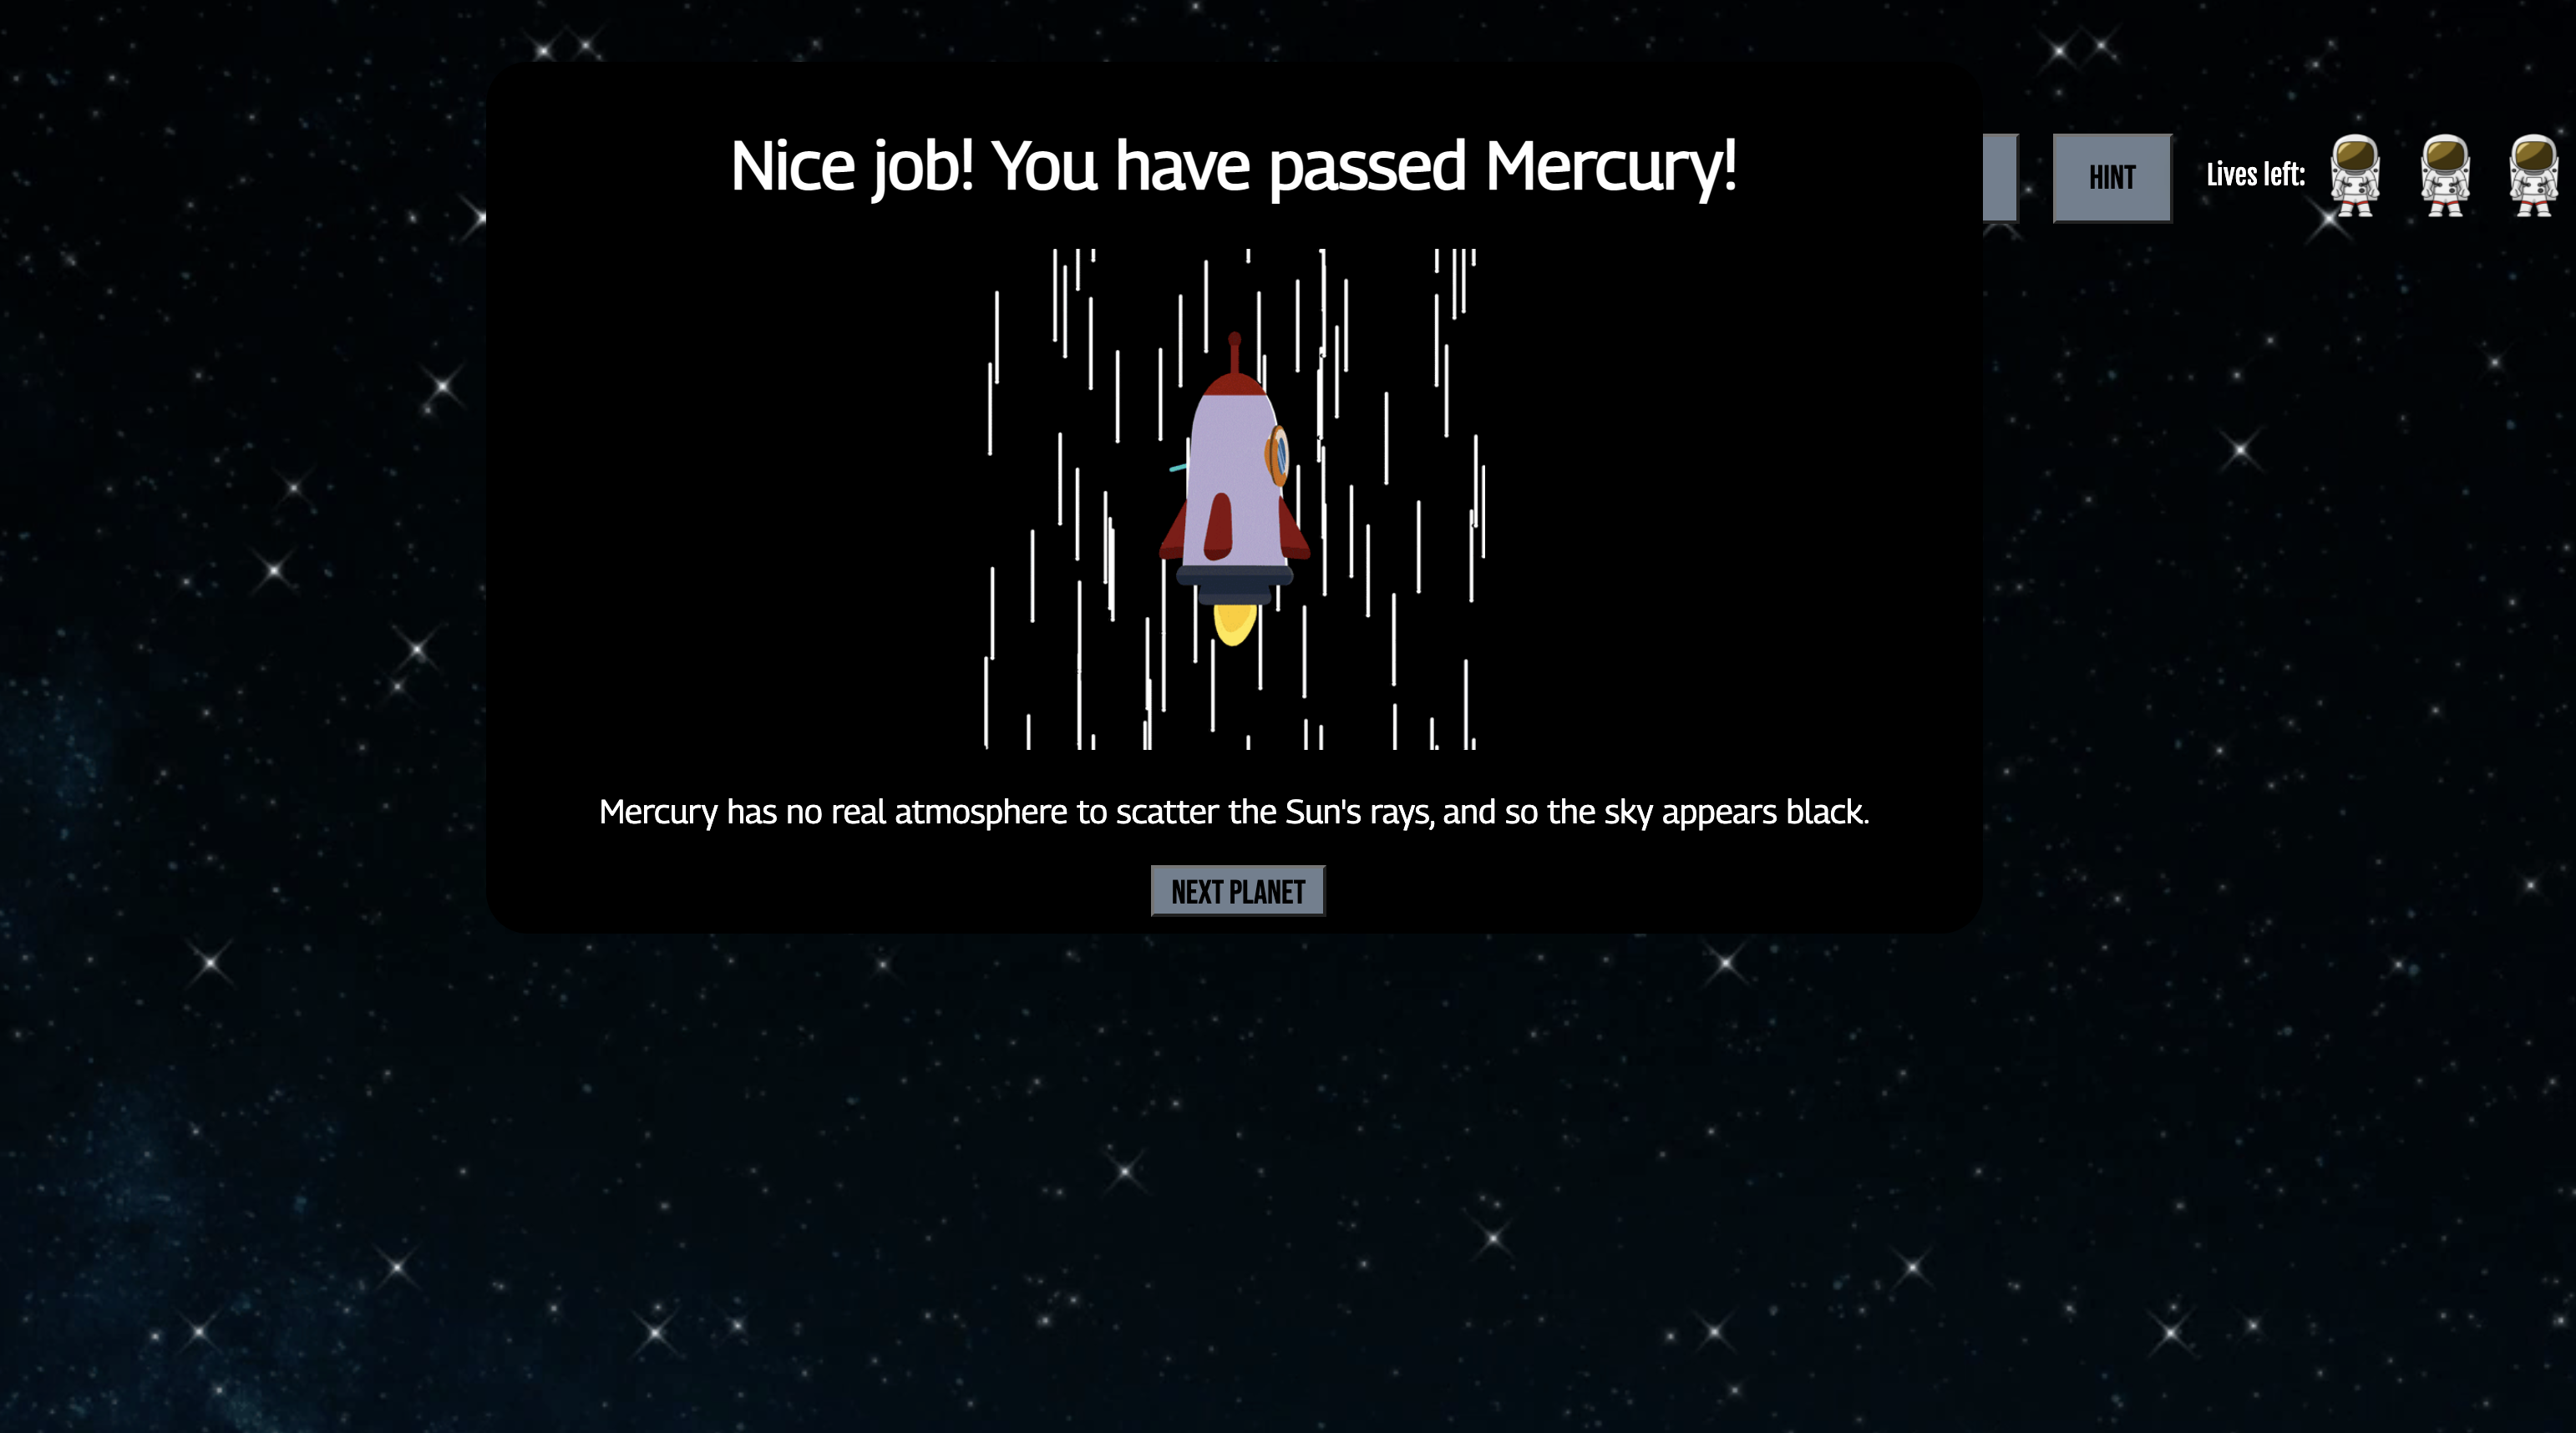 Nice job! You have passed Mercury!
HINT
Lives left:
Mercury has no real atmosphere to scatter the Sun's rays, and so the sky appears black.
NEXT PLANET